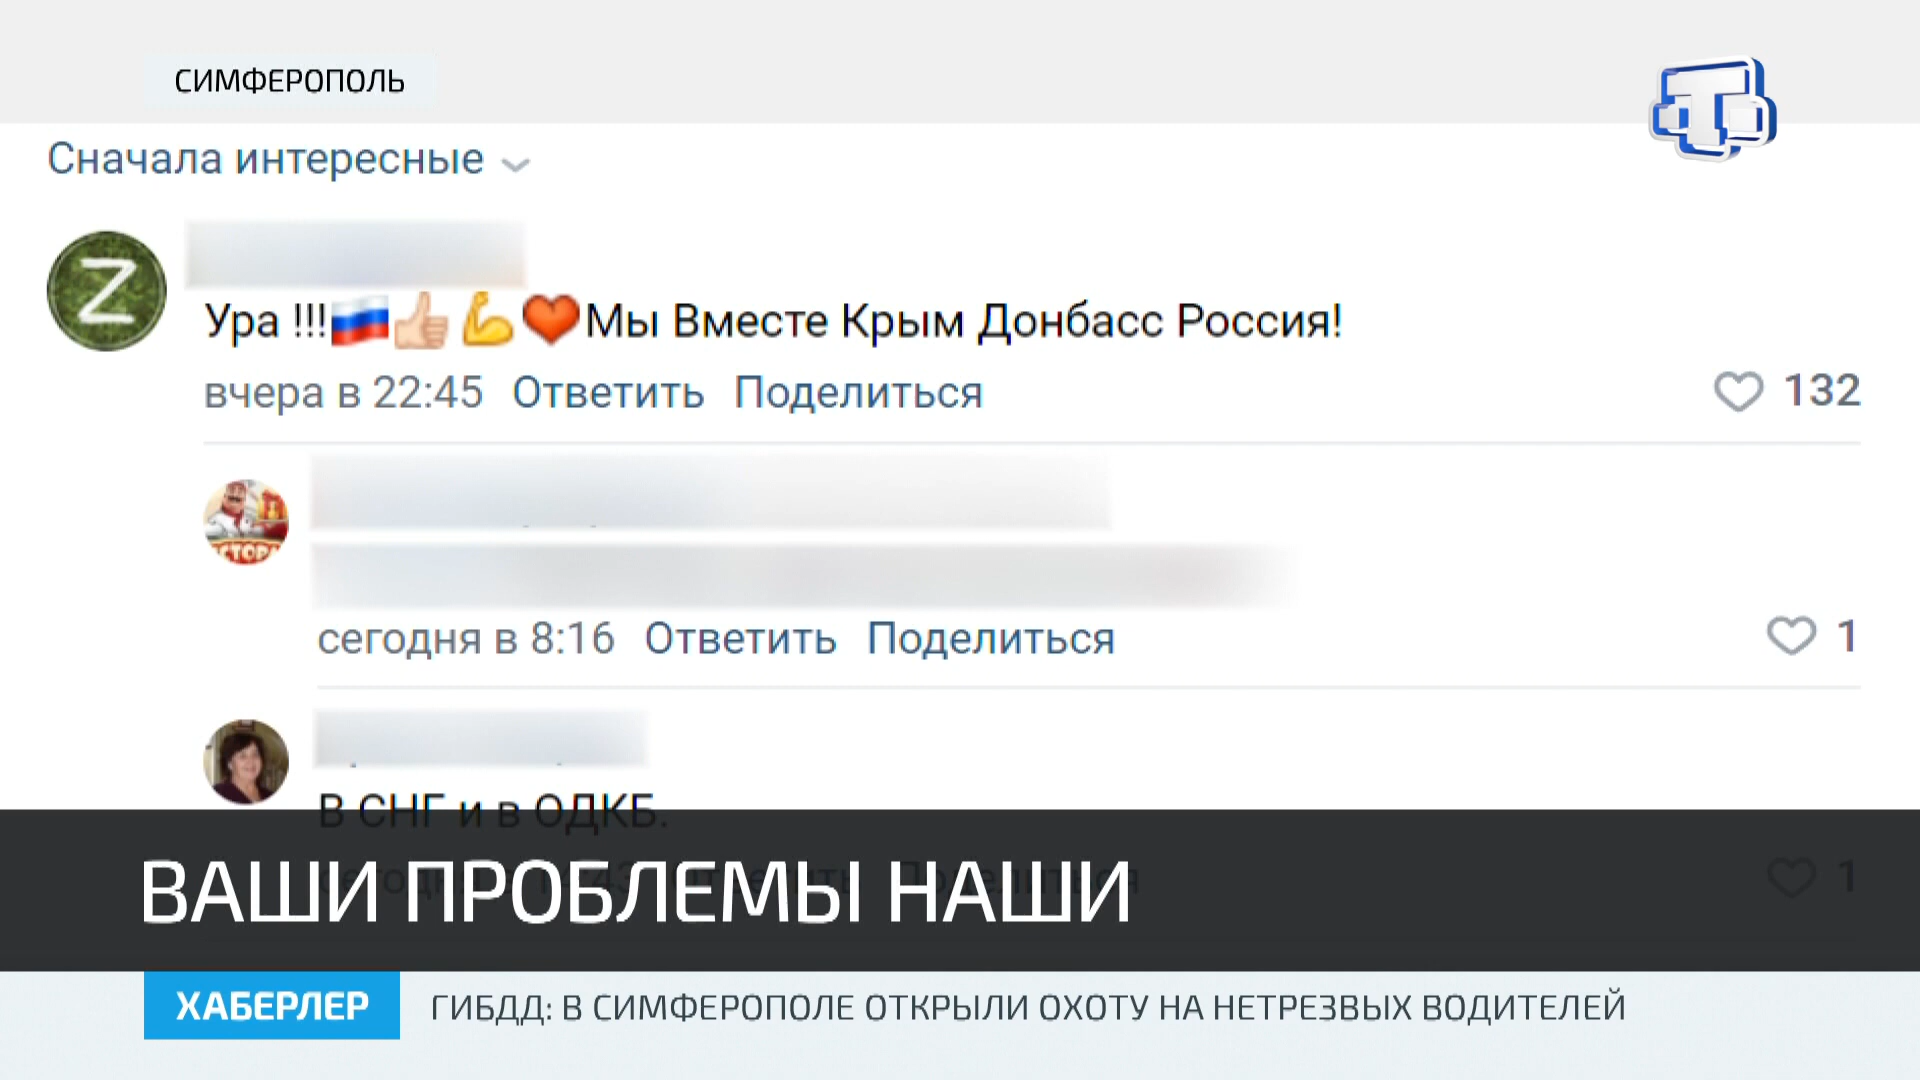 СИМФЕРОПОЛЬ
Сначала интересные
Z
Ура !!!🇷🇺👍🏻💪❤Мы Вместе Крым Донбасс Россия!
вчера в 22:45 Ответить Поделиться
132
сегодня в 8:16 Ответить Поделиться
1
В СНГ и в ОДКБ.
1
ВАШИ ПРОБЛЕМЫ НАШИ
ХАБЕРЛЕР
ГИБДД: В СИМФЕРОПОЛЕ ОТКРЫЛИ ОХОТУ НА НЕТРЕЗВЫХ ВОДИТЕЛЕЙ